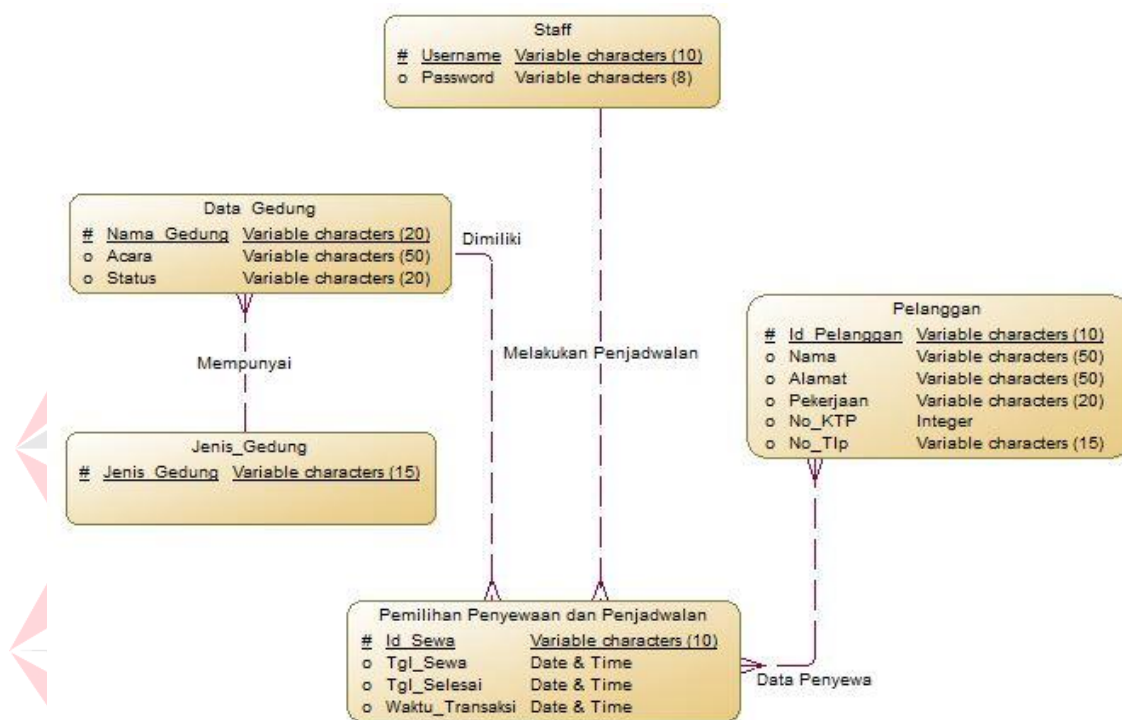 Staff
# Username Variable characters (10)
o Password Variable characters (8)
Data_Gedung
# Nama_Gedung Variable characters (20)
o Acara Variable characters (50)
o Status Variable characters (20)
Dimiliki
Mempunyai
Melakukan Penjadwalan
Jenis_Gedung
# Jenis_Gedung Variable characters (15)
Pelanggan
# Id_Pelanggan Variable characters (10)
o Nama Variable characters (50)
o Alamat Variable characters (50)
o Pekerjaan Variable characters (20)
o No_KTP Integer
o No_Tlp Variable characters (15)
Pemilihan Penyewaan dan Penjadwalan
# Id_Sewa Variable characters (10)
o Tgl_Sewa Date & Time
o Tgl_Selesai Date & Time
o Waktu_Transaksi Date & Time
Data Penyewa